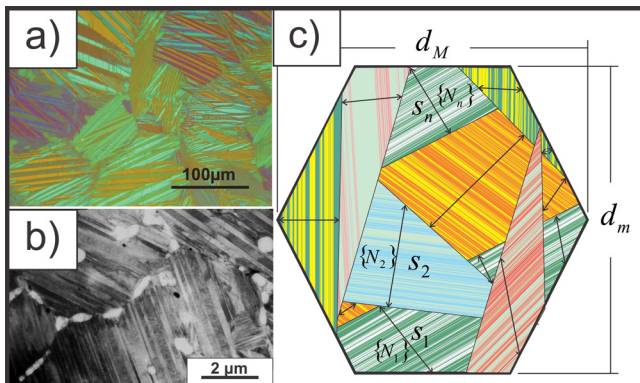 a)
100μm
b)
2 μm
c)
d_M
S_n {N_n}
d_m
{N_2} S_2
S_1
{N_1}